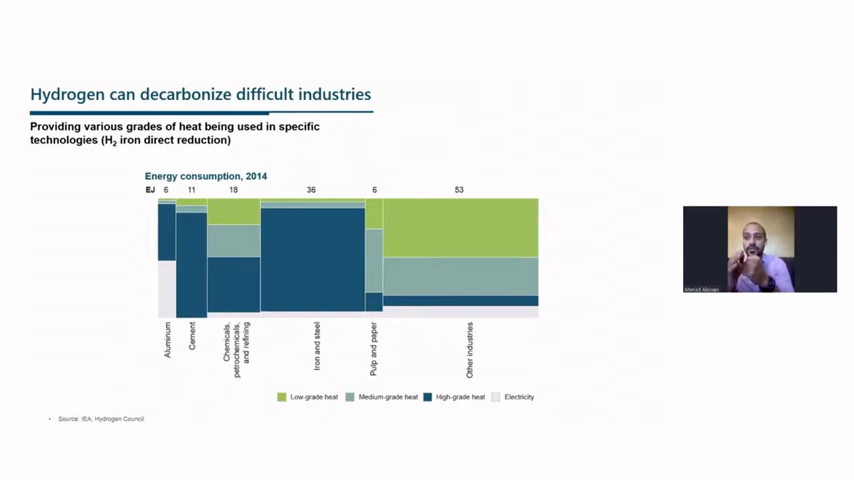 Hydrogen can decarbonize difficult industries
Providing various grades of heat being used in specific
technologies (H₂ iron direct reduction)
Energy consumption, 2014
EJ 6 11 18 36 6 53
Aluminum
Cement
Chemicals,
petrochemicals,
and refining
Iron and steel
Pulp and paper
Other industries
Low-grade heat Medium-grade heat High-grade heat Electricity
• Source: IEA; Hydrogen Council